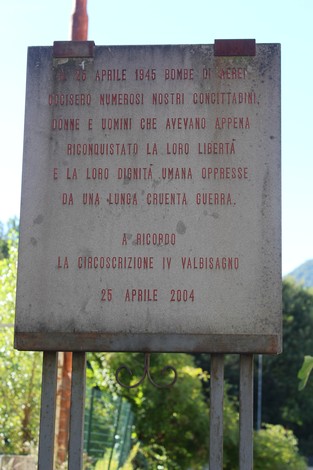 IL 26 APRILE 1945 BOMBE DI AEREI
UCCISERO NUMEROSI NOSTRI CONCITTADINI,
DONNE E UOMINI CHE AVEVANO APPENA
RICONQUISTATO LA LORO LIBERTÀ
E LA LORO DIGNITÀ UMANA OPPRESSE
DA UNA LUNGA CRUENTA GUERRA.
A RICORDO
LA CIRCOSCRIZIONE IV VALBISAGNO
25 APRILE 2004